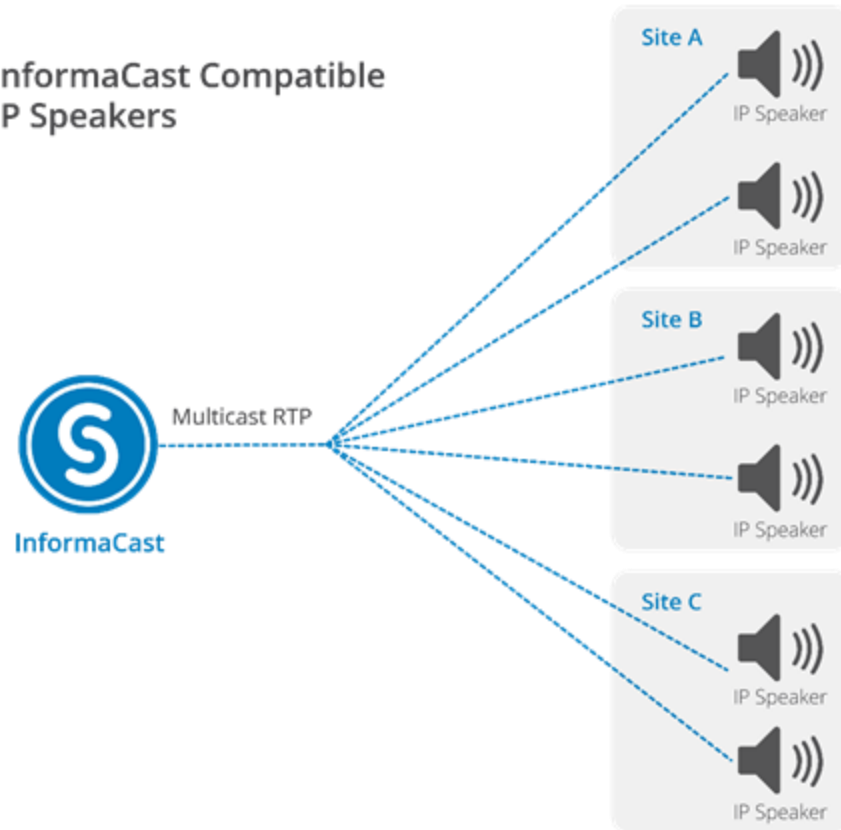 nformaCast Compatible
P Speakers
Site A
IP Speaker
IP Speaker
Site B
IP Speaker
IP Speaker
Multicast RTP
S
InformaCast
Site C
IP Speaker
IP Speaker